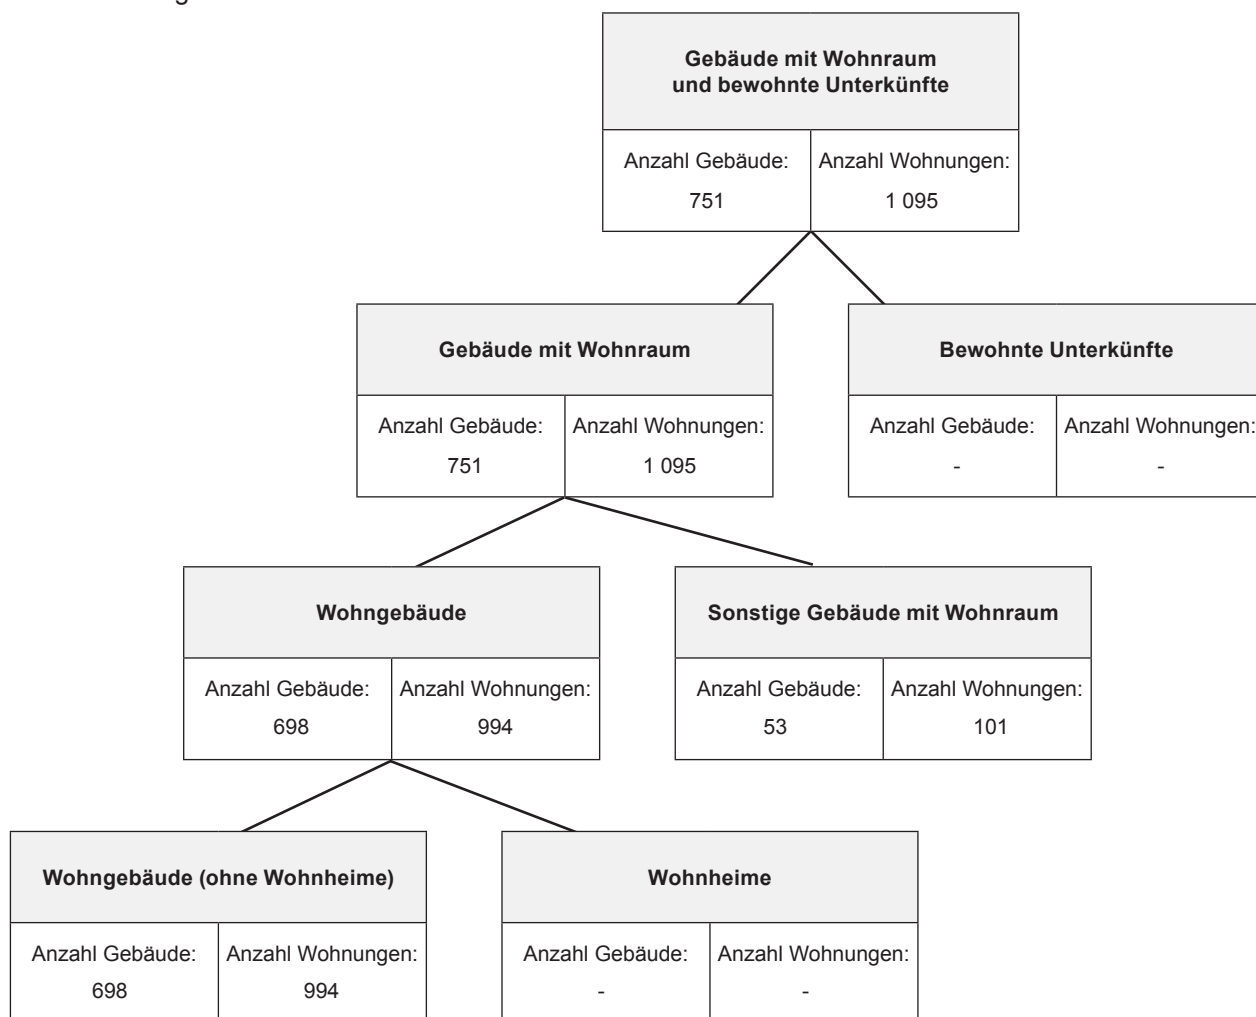 Gebäude mit Wohnraum
und bewohnte Unterkünfte
Anzahl Gebäude: Anzahl Wohnungen:
751 1 095
Gebäude mit Wohnraum
Anzahl Gebäude: Anzahl Wohnungen:
751 1 095
Bewohnte Unterkünfte
Anzahl Gebäude: Anzahl Wohnungen:
- -
Wohngebäude
Anzahl Gebäude: Anzahl Wohnungen:
698 994
Sonstige Gebäude mit Wohnraum
Anzahl Gebäude: Anzahl Wohnungen:
53 101
Wohngebäude (ohne Wohnheime)
Anzahl Gebäude: Anzahl Wohnungen:
698 994
Wohnheime
Anzahl Gebäude: Anzahl Wohnungen:
- -